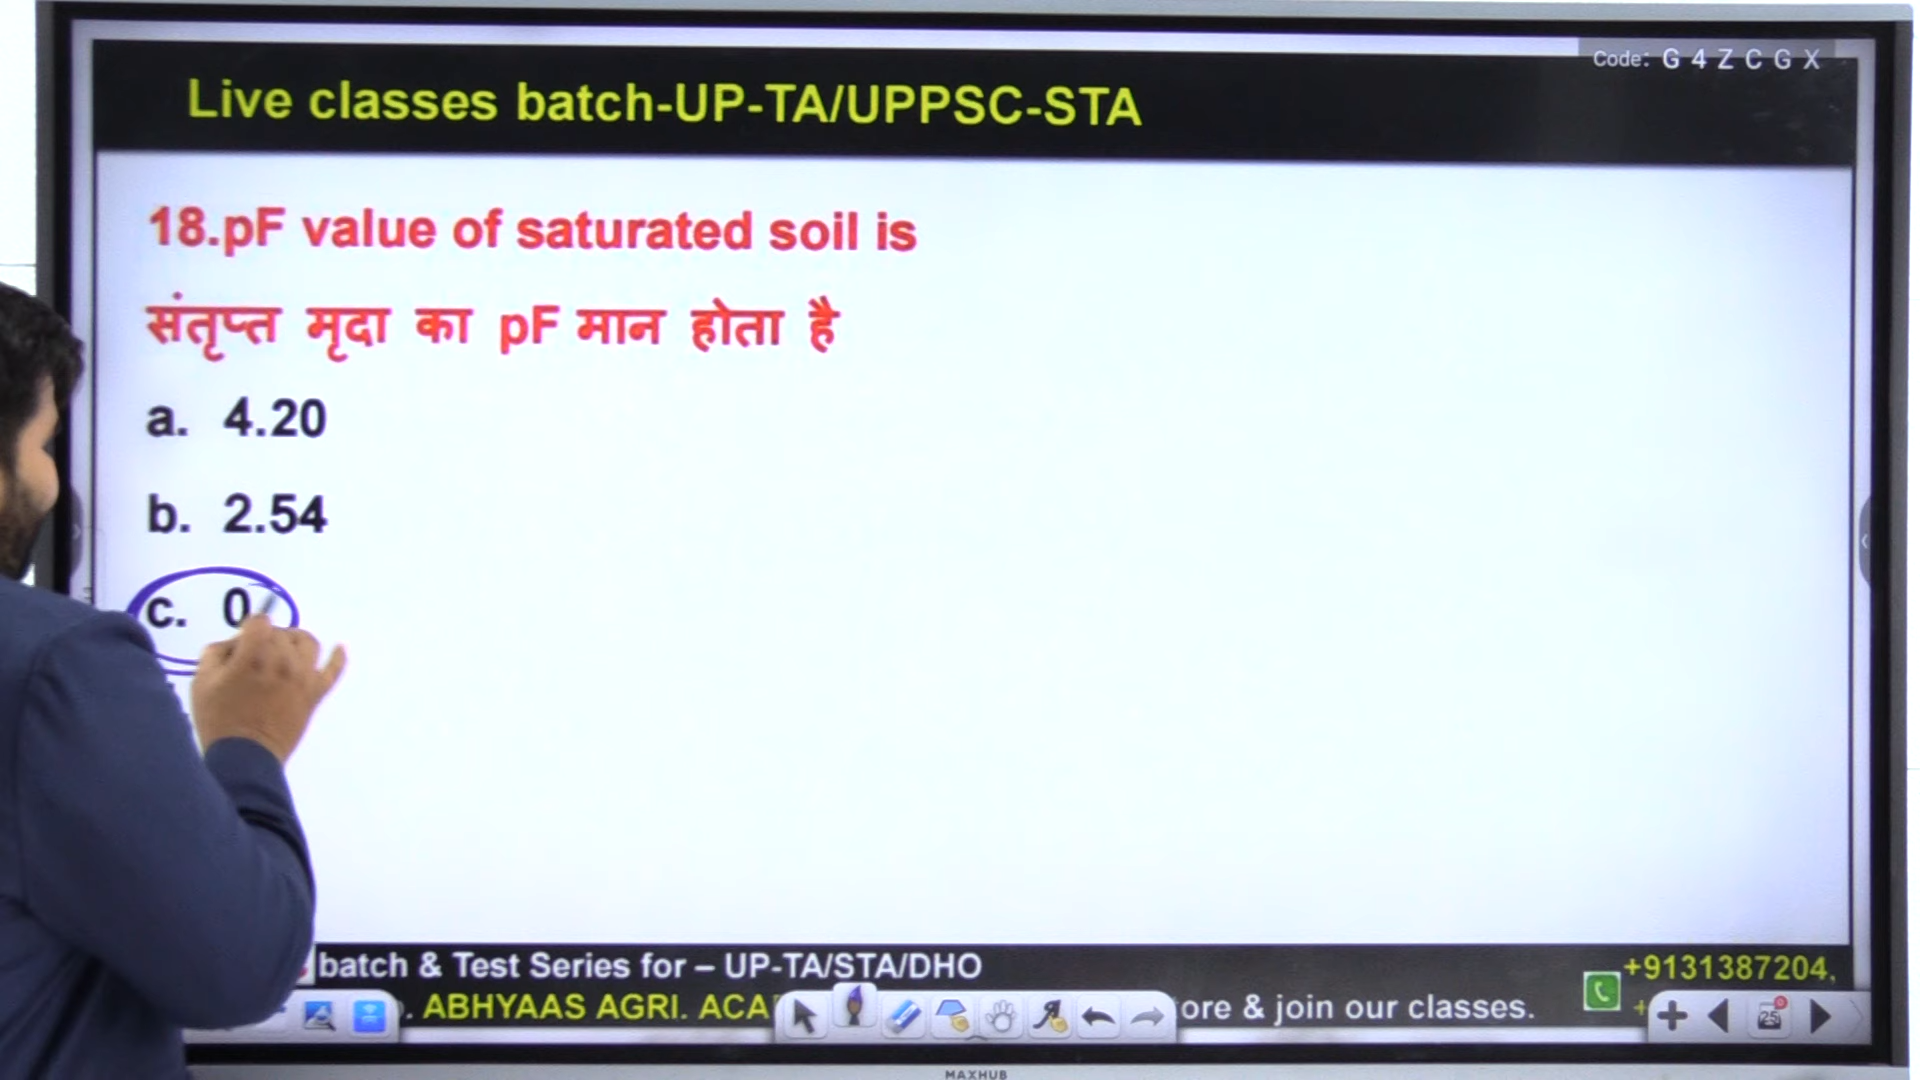 Code: G 4 Z C G X
Live classes batch-UP-TA/UPPSC-STA
18.pF value of saturated soil is
संतृप्त मृदा का pF मान होता है
a. 4.20
b. 2.54
c. 0
batch & Test Series for – UP-TA/STA/DHO
+9131387204,
. ABHYAAS AGRI. ACA
ore & join our classes.
25
MAXHUB